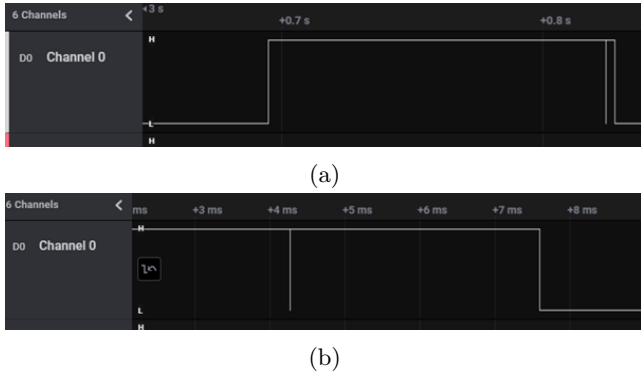 6 Channels
◂3 s
+0.7 s
+0.8 s
H
D0 Channel 0
L
H
(a)
6 Channels
ms +3 ms +4 ms +5 ms +6 ms +7 ms +8 ms
H
D0 Channel 0
L
H
(b)